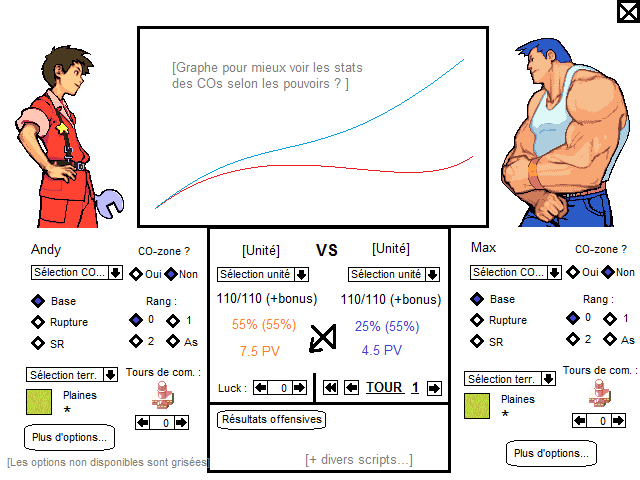 [Graphe pour mieux voir les stats
des COs selon les pouvoirs ? ]
Andy
CO-zone ?
Sélection CO...
Oui
Non
Base
Rang :
0
1
Rupture
2
As
SR
Sélection terr.
Tours de com. :
Plaines
*
0
Plus d'options...
[Les options non disponibles sont grisées]
[Unité]
VS
[Unité]
Sélection unité
Sélection unité
110/110 (+bonus)
110/110 (+bonus)
55% (55%)
25% (55%)
7.5 PV
4.5 PV
Luck :
0
TOUR 1
Résultats offensives
[+ divers scripts...]
Max
CO-zone ?
Sélection CO...
Oui
Non
Base
Rang :
0
1
Rupture
2
As
SR
Sélection terr.
Tours de com. :
Plaines
*
0
Plus d'options...